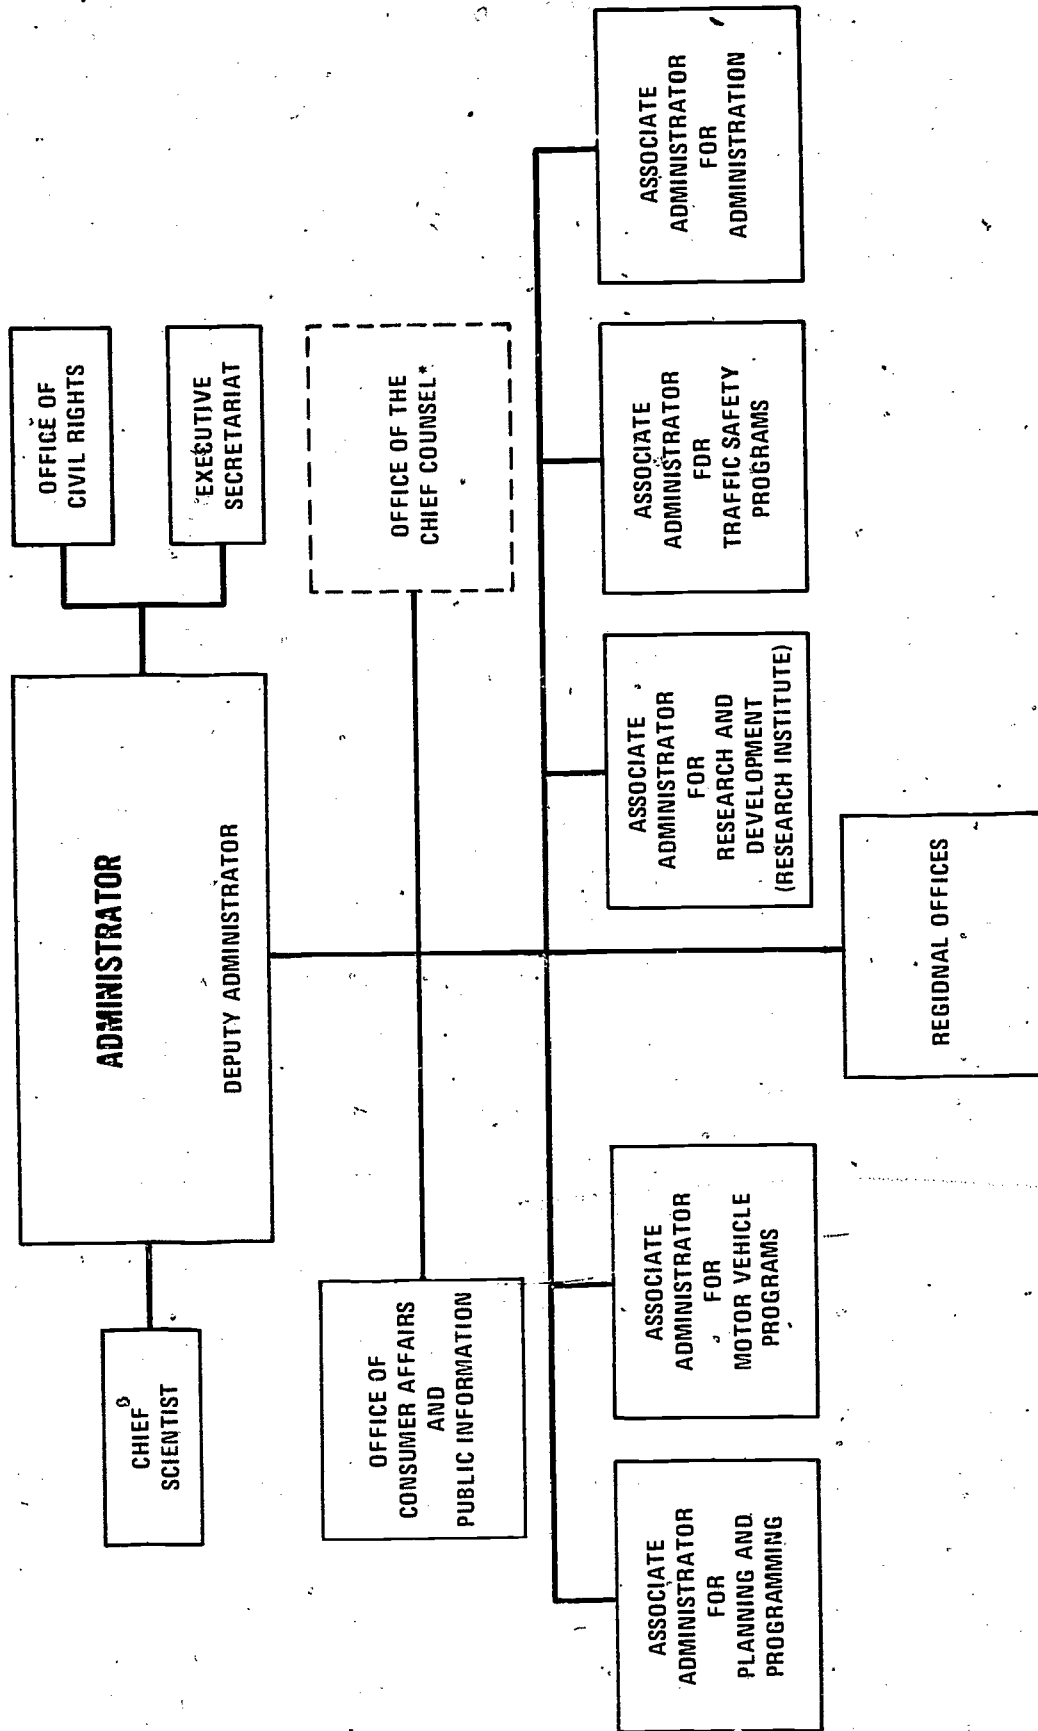 ADMINISTRATOR
DEPUTY ADMINISTRATOR
CHIEF
SCIENTIST
OFFICE OF
CIVIL RIGHTS
EXECUTIVE
SECRETARIAT
OFFICE OF
CONSUMER AFFAIRS
AND
PUBLIC INFORMATION
OFFICE OF THE
CHIEF COUNSEL*
ASSOCIATE
ADMINISTRATOR
FOR
PLANNING AND
PROGRAMMING
ASSOCIATE
ADMINISTRATOR
FOR
MOTOR VEHICLE
PROGRAMS
ASSOCIATE
ADMINISTRATOR
FOR
RESEARCH AND
DEVELOPMENT
(RESEARCH INSTITUTE)
ASSOCIATE
ADMINISTRATOR
FOR
TRAFFIC SAFETY
PROGRAMS
ASSOCIATE
ADMINISTRATOR
FOR
ADMINISTRATION
REGIONAL OFFICES